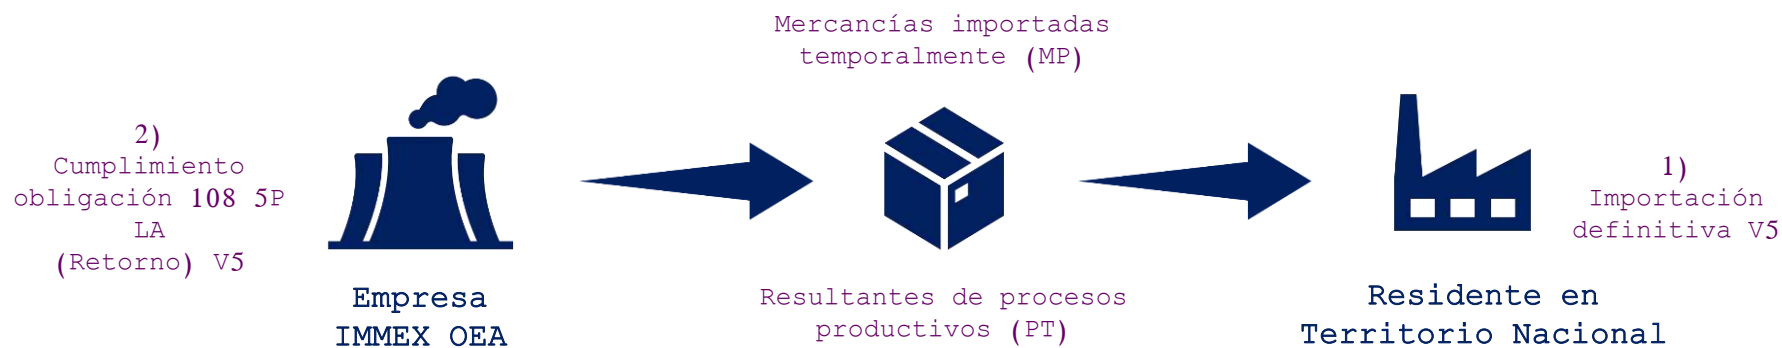 2)
Cumplimiento
obligación 108 5P
LA
(Retorno) V5
Empresa
IMMEX OEA
Mercancías importadas
temporalmente (MP)
Resultantes de procesos
productivos (PT)
1)
Importación
definitiva V5
Residente en
Territorio Nacional